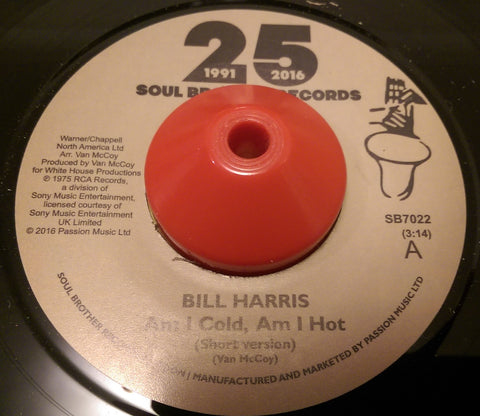 25
1991 2016
SOUL BRO RECORDS
Warner/Chappell
North America Ltd
Arr. Van McCoy
Produced by Van McCoy
for White House Productions
℗ 1975 RCA Records,
a division of
Sony Music Entertainment,
licensed courtesy of
Sony Music Entertainment
UK Limited
© 2016 Passion Music Ltd
SB7022
(3:14)
A
BILL HARRIS
Am I Cold, Am I Hot
(Short version)
(Van McCoy)
SOUL BROTHER RECOR ION | MANUFACTURED AND MARKETED BY PASSION MUSIC LTD